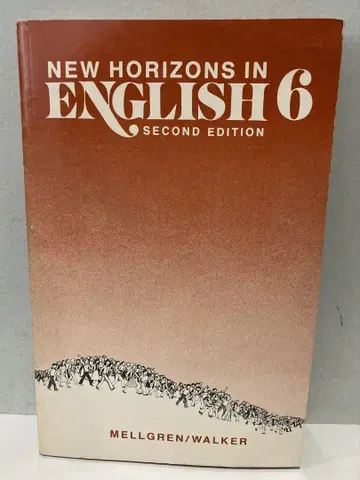 NEW HORIZONS IN
ENGLISH 6
SECOND EDITION
MELLGREN/WALKER